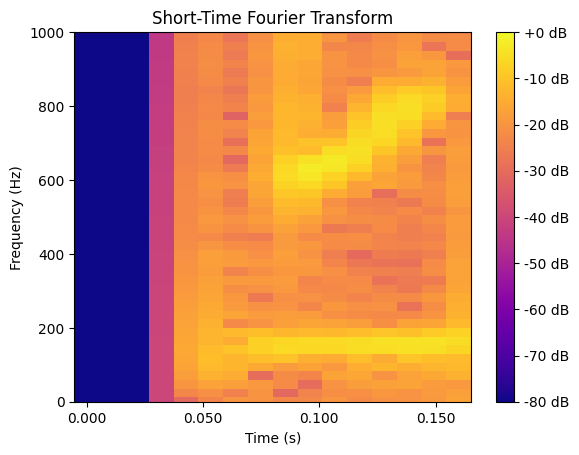 Short-Time Fourier Transform
Frequency (Hz)
1000
800
600
400
200
0
0.000
0.050
0.100
0.150
Time (s)
+0 dB
-10 dB
-20 dB
-30 dB
-40 dB
-50 dB
-60 dB
-70 dB
-80 dB